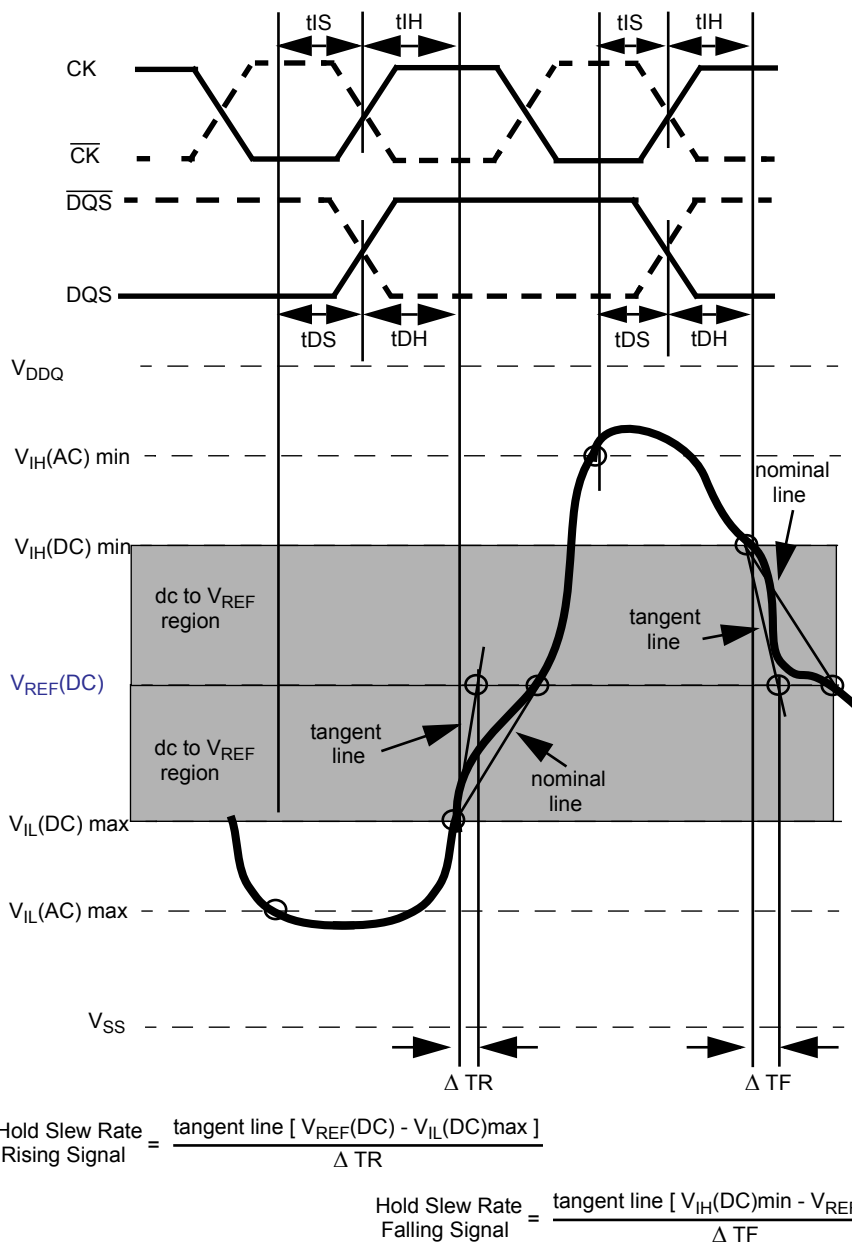 tIS tIH tIS tIH
CK
C̅K̅
D̅Q̅S̅
DQS
tDS tDH tDS tDH
VDDQ
VIH(AC) min
nominal
line
VIH(DC) min
dc to VREF
region
tangent
line
VREF(DC)
tangent
line
dc to VREF
region
nominal
line
VIL(DC) max
VIL(AC) max
VSS
Δ TR Δ TF
Hold Slew Rate
Rising Signal
=
tangent line [ VREF(DC) - VIL(DC)max ]
Δ TR
Hold Slew Rate
Falling Signal
=
tangent line [ VIH(DC)min - VREF
Δ TF